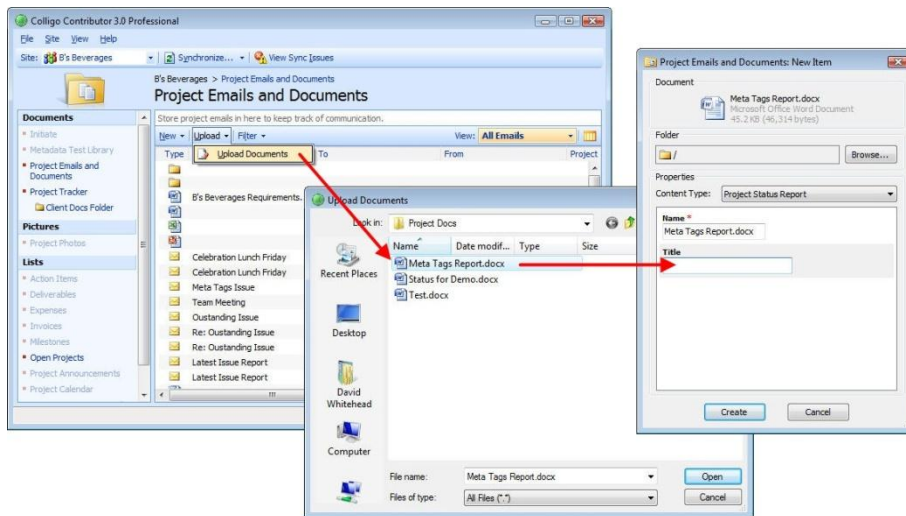 Colligo Contributor 3.0 Professional
File Site View Help
Site: B's Beverages Synchronize... View Sync Issues
B's Beverages > Project Emails and Documents
Project Emails and Documents
Documents
Initiate
Metadata Test Library
Project Emails and
Documents
Project Tracker
Client Docs Folder
Pictures
Project Photos
Lists
Action Items
Deliverables
Expenses
Invoices
Milestones
Open Projects
Project Announcements
Project Calendar
Store project emails in here to keep track of communication.
New Upload Filter View: All Emails
Type To From Project
Upload Documents
B's Beverages Requirements.
Celebration Lunch Friday
Celebration Lunch Friday
Meta Tags Issue
Team Meeting
Oustanding Issue
Re: Oustanding Issue
Re: Oustanding Issue
Latest Issue Report
Latest Issue Report
Upload Documents
Look in: Project Docs
Name Date modif... Type Size
Meta Tags Report.docx
Status for Demo.docx
Test.docx
Recent Places
Desktop
David
Whitehead
Computer
File name: Meta Tags Report.docx Open
Files of type: All Files (*.*) Cancel
Project Emails and Documents: New Item
Document
Meta Tags Report.docx
Microsoft Office Word Document
45.2 KB (46,314 bytes)
Folder
/ Browse...
Properties
Content Type: Project Status Report
Name *
Meta Tags Report.docx
Title
Create Cancel